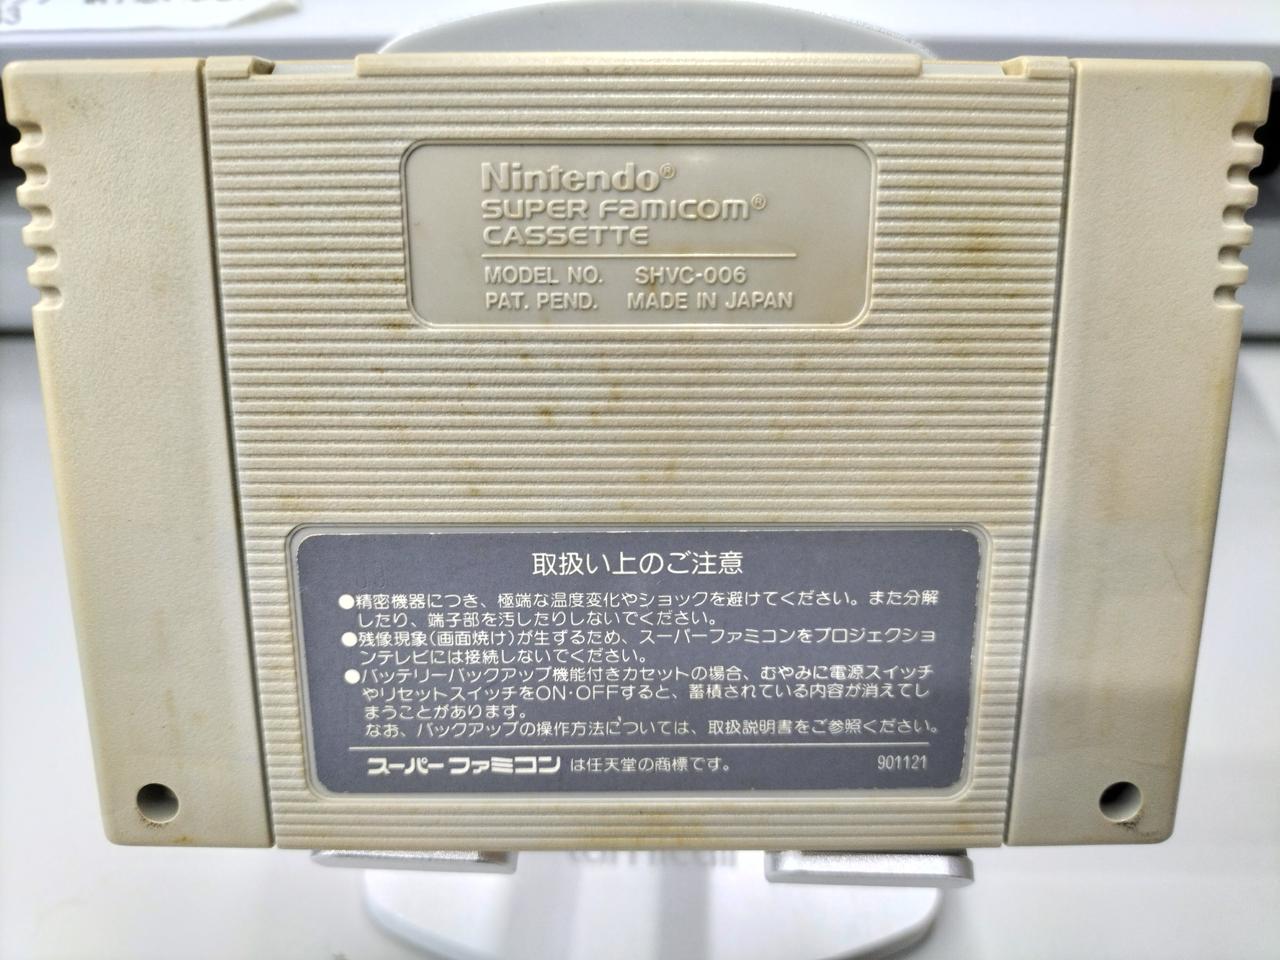 Nintendo®
SUPER Famicom®
CASSETTE
MODEL NO. SHVC-006
PAT. PEND. MADE IN JAPAN
取扱い上のご注意
●精密機器につき、極端な温度変化やショックを避けてください。また分解
したり、端子部を汚したりしないでください。
●残像現象(画面焼け)が生ずるため、スーパーファミコンをプロジェクショ
ンテレビには接続しないでください。
●バッテリーバックアップ機能付きカセットの場合、むやみに電源スイッチ
やリセットスイッチをON・OFFすると、蓄積されている内容が消えてし
まうことがあります。
なお、バックアップの操作方法については、取扱説明書をご参照ください。
スーパーファミコン は任天堂の商標です。 901121